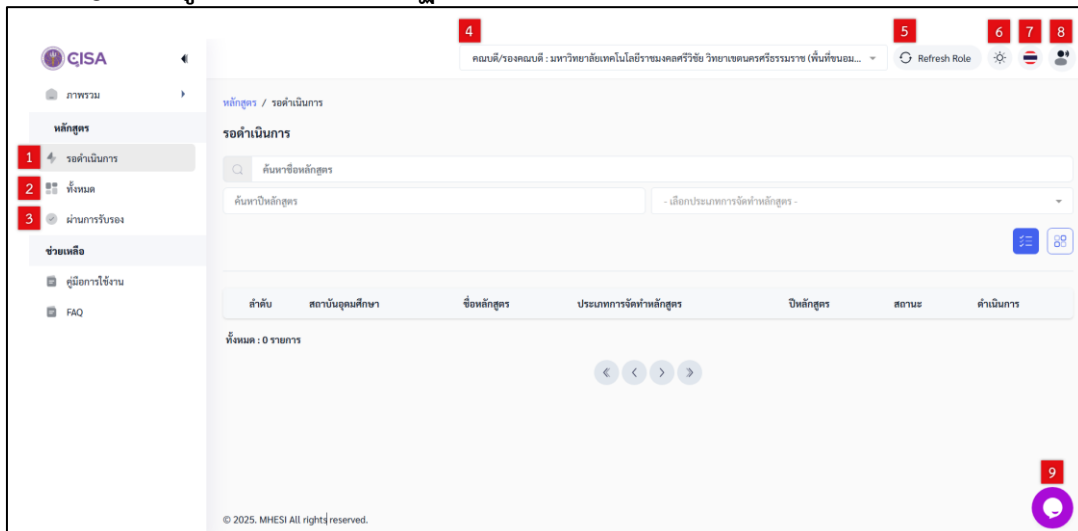 4
5
6
7
8
CISA
คณบดี/รองคณบดี : มหาวิทยาลัยเทคโนโลยีราชมงคลศรีวิชัย วิทยาเขตนครศรีธรรมราช (พื้นที่ขนอม...
Refresh Role
ภาพรวม
หลักสูตร / รอดำเนินการ
หลักสูตร
รอดำเนินการ
1
รอดำเนินการ
ค้นหาชื่อหลักสูตร
2
ทั้งหมด
ค้นหาปีหลักสูตร
- เลือกประเภทการจัดทำหลักสูตร -
3
ผ่านการรับรอง
ช่วยเหลือ
คู่มือการใช้งาน
FAQ
ลำดับ
สถาบันอุดมศึกษา
ชื่อหลักสูตร
ประเภทการจัดทำหลักสูตร
ปีหลักสูตร
สถานะ
ดำเนินการ
ทั้งหมด : 0 รายการ
9
© 2025. MHESI All rights reserved.